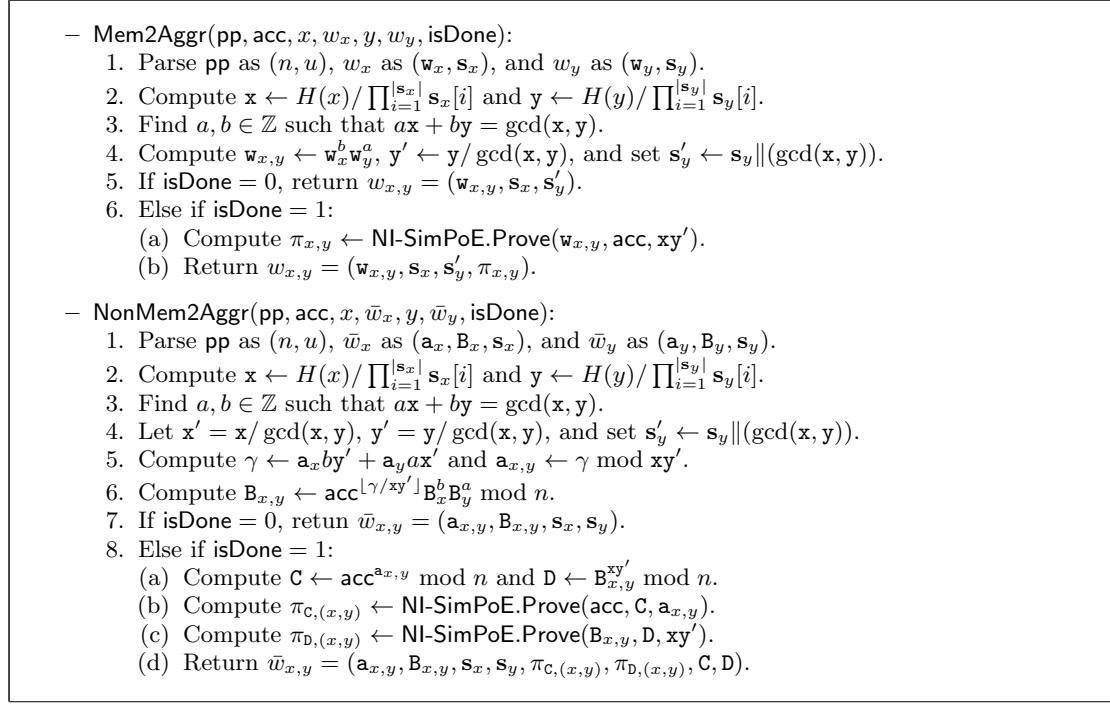 – Mem2Aggr(pp, acc, x, w_x, y, w_y, isDone):
1. Parse pp as (n, u), w_x as (w_x, s_x), and w_y as (w_y, s_y).
2. Compute x ← H(x)/∏_{i=1}^{|s_x|} s_x[i] and y ← H(y)/∏_{i=1}^{|s_y|} s_y[i].
3. Find a, b ∈ ℤ such that ax + by = gcd(x, y).
4. Compute w_{x,y} ← w_x^b w_y^a, y′ ← y/ gcd(x, y), and set s′_y ← s_y‖(gcd(x, y)).
5. If isDone = 0, return w_{x,y} = (w_{x,y}, s_x, s′_y).
6. Else if isDone = 1:
(a) Compute π_{x,y} ← NI-SimPoE.Prove(w_{x,y}, acc, xy′).
(b) Return w_{x,y} = (w_{x,y}, s_x, s′_y, π_{x,y}).
– NonMem2Aggr(pp, acc, x, w̄_x, y, w̄_y, isDone):
1. Parse pp as (n, u), w̄_x as (a_x, B_x, s_x), and w̄_y as (a_y, B_y, s_y).
2. Compute x ← H(x)/∏_{i=1}^{|s_x|} s_x[i] and y ← H(y)/∏_{i=1}^{|s_y|} s_y[i].
3. Find a, b ∈ ℤ such that ax + by = gcd(x, y).
4. Let x′ = x/ gcd(x, y), y′ = y/ gcd(x, y), and set s′_y ← s_y‖(gcd(x, y)).
5. Compute γ ← a_x by′ + a_y ax′ and a_{x,y} ← γ mod xy′.
6. Compute B_{x,y} ← acc^{⌊γ/xy′⌋} B_x^b B_y^a mod n.
7. If isDone = 0, retun w̄_{x,y} = (a_{x,y}, B_{x,y}, s_x, s_y).
8. Else if isDone = 1:
(a) Compute C ← acc^{a_{x,y}} mod n and D ← B_{x,y}^{xy′} mod n.
(b) Compute π_{C,(x,y)} ← NI-SimPoE.Prove(acc, C, a_{x,y}).
(c) Compute π_{D,(x,y)} ← NI-SimPoE.Prove(B_{x,y}, D, xy′).
(d) Return w̄_{x,y} = (a_{x,y}, B_{x,y}, s_x, s_y, π_{C,(x,y)}, π_{D,(x,y)}, C, D).